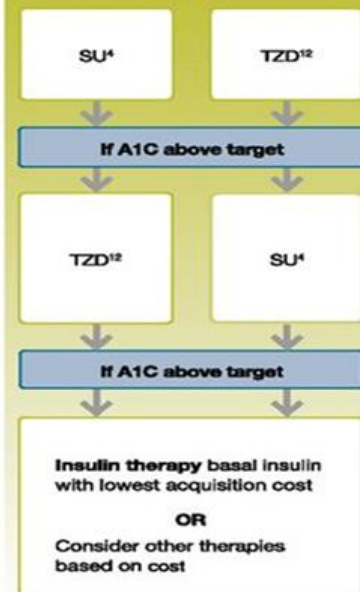 SU⁴
TZD¹²
If A1C above target
TZD¹²
SU⁴
If A1C above target
Insulin therapy basal insulin
with lowest acquisition cost
OR
Consider other therapies
based on cost